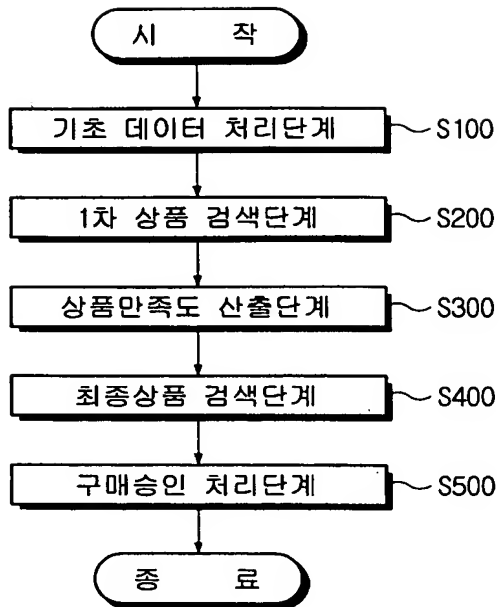 시 작
기초 데이터 처리단계 S100
1차 상품 검색단계 S200
상품만족도 산출단계 S300
최종상품 검색단계 S400
구매승인 처리단계 S500
종 료